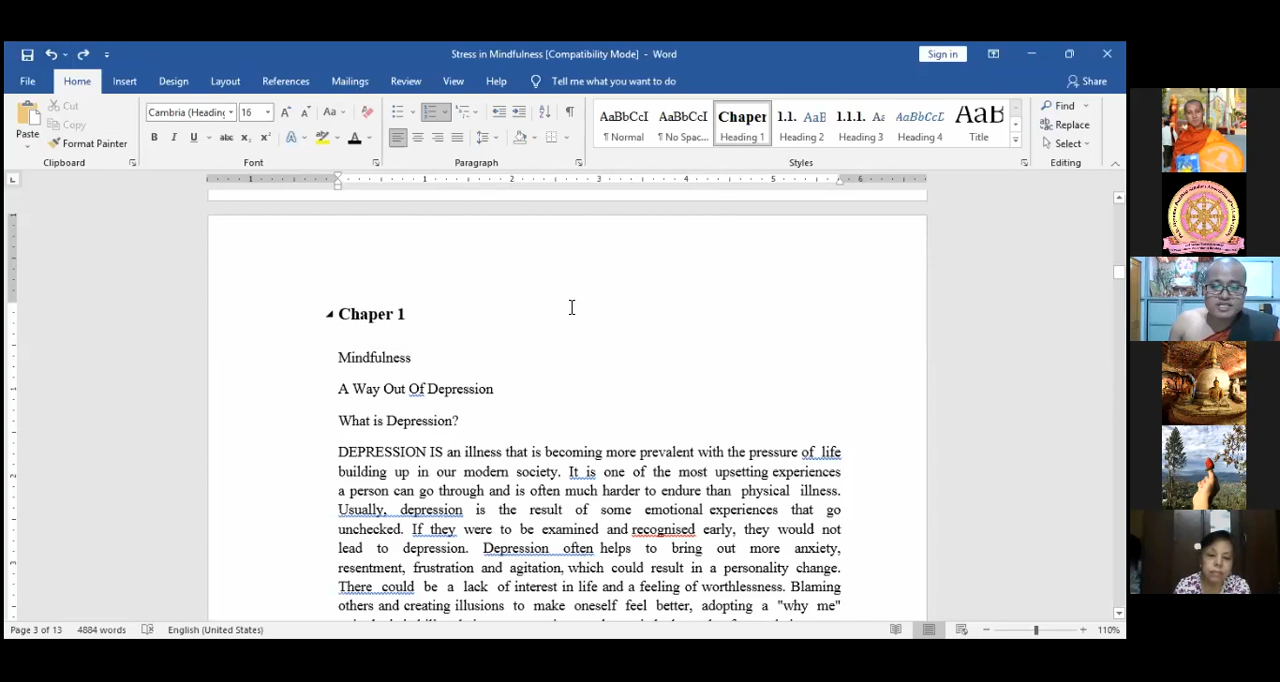 Stress in Mindfulness [Compatibility Mode] - Word
Sign in
File Home Insert Design Layout References Mailings Review View Help Tell me what you want to do Share
Cut
Copy
Format Painter
Paste
Clipboard
Cambria (Heading 16
Font
Paragraph
AaBbCcI AaBbCcI Chaper 1.1. AaB 1.1.1. Aa AaBbCcD AaB
¶ Normal ¶ No Spac... Heading 1 Heading 2 Heading 3 Heading 4 Title
Styles
Find
Replace
Select
Editing
Chaper 1
Mindfulness
A Way Out Of Depression
What is Depression?
DEPRESSION IS an illness that is becoming more prevalent with the pressure of life
building up in our modern society. It is one of the most upsetting experiences
a person can go through and is often much harder to endure than physical illness.
Usually, depression is the result of some emotional experiences that go
unchecked. If they were to be examined and recognised early, they would not
lead to depression. Depression often helps to bring out more anxiety,
resentment, frustration and agitation, which could result in a personality change.
There could be a lack of interest in life and a feeling of worthlessness. Blaming
others and creating illusions to make oneself feel better, adopting a "why me"
Page 3 of 13 4884 words English (United States) 110%